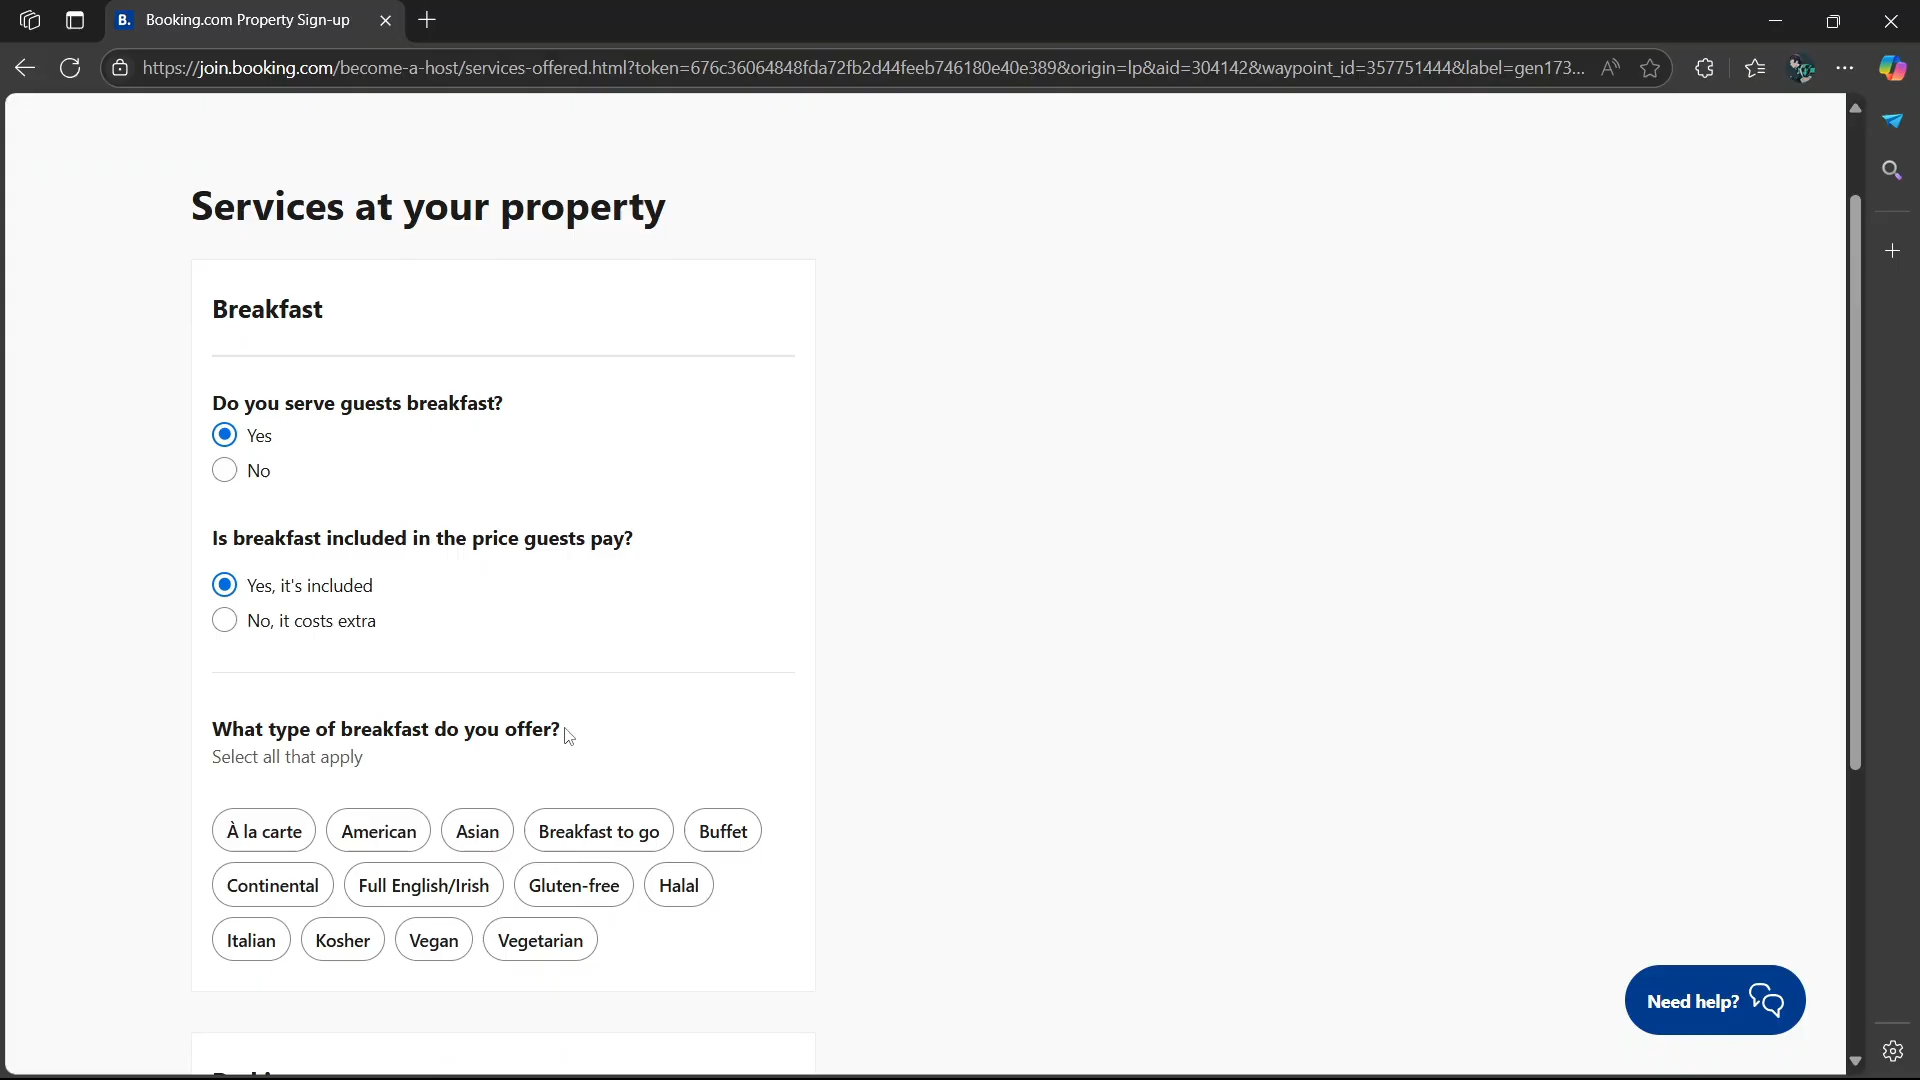 Booking.com Property Sign-up
https://join.booking.com/become-a-host/services-offered.html?token=676c36064848fda72fb2d44feeb746180e40e389&origin=lp&aid=304142&waypoint_id=357751444&label=gen173...
Services at your property
Breakfast
Do you serve guests breakfast?
Yes
No
Is breakfast included in the price guests pay?
Yes, it's included
No, it costs extra
What type of breakfast do you offer?
Select all that apply
À la carte American Asian Breakfast to go Buffet
Continental Full English/Irish Gluten-free Halal
Italian Kosher Vegan Vegetarian
Need help?